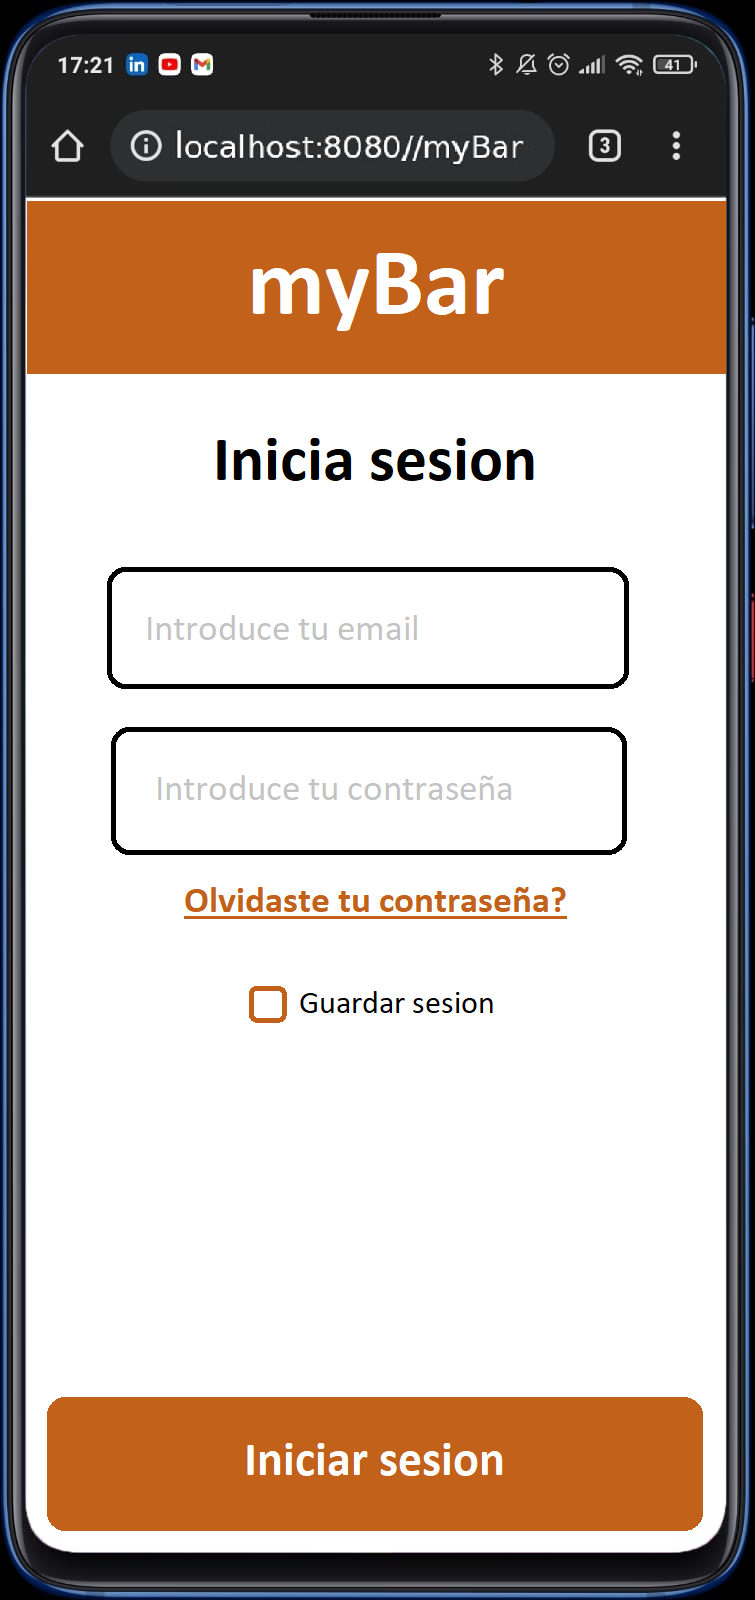 17:21
41
localhost:8080//myBar
3
myBar
Inicia sesion
Introduce tu email
Introduce tu contraseña
Olvidaste tu contraseña?
Guardar sesion
Iniciar sesion